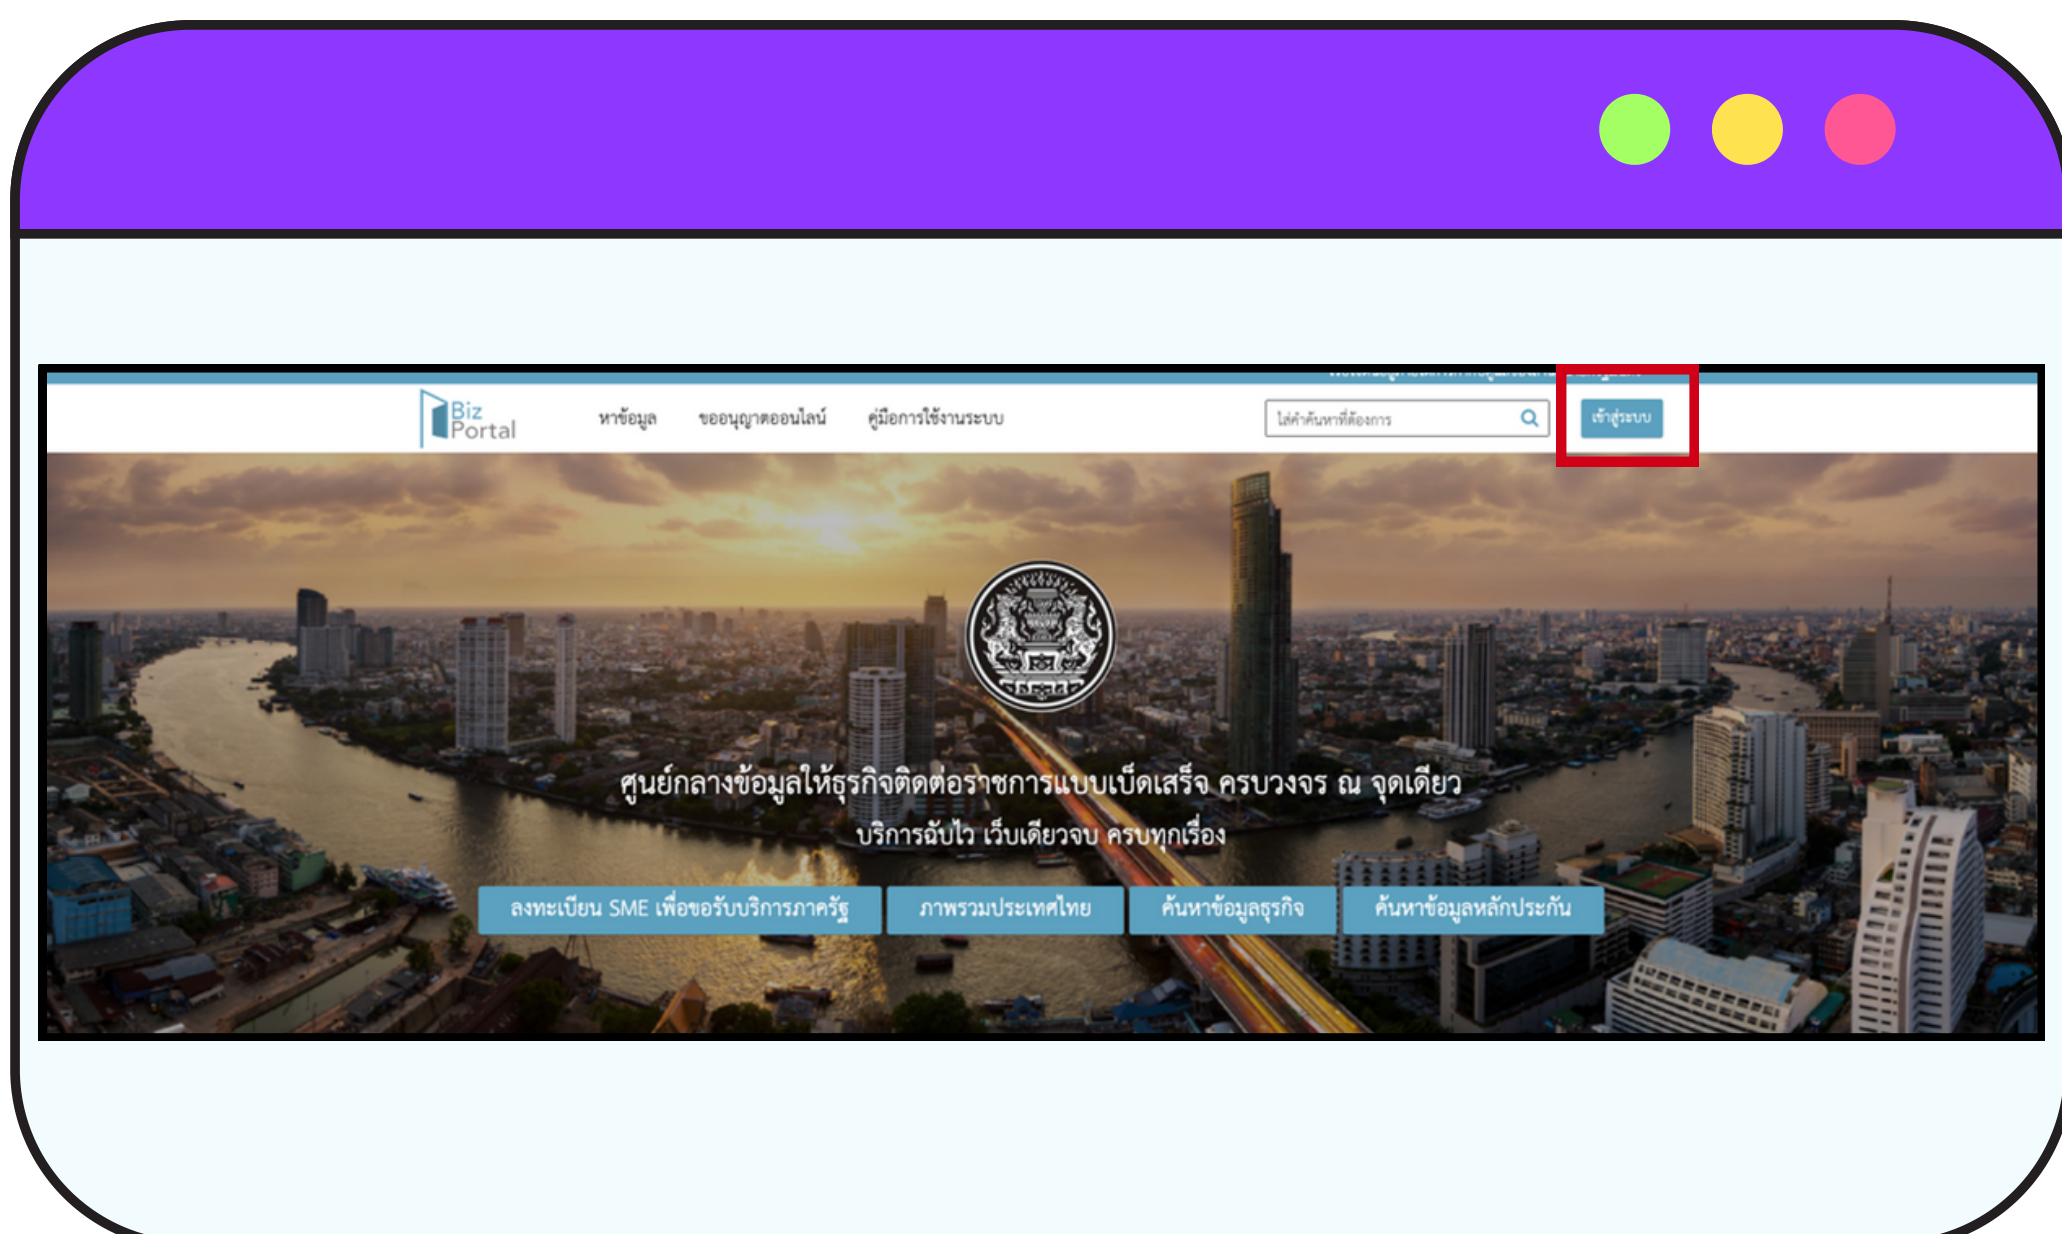 Biz
Portal
หาข้อมูล
ขออนุญาตออนไลน์
คู่มือการใช้งานระบบ
ใส่คำค้นหาที่ต้องการ
เข้าสู่ระบบ
ศูนย์กลางข้อมูลให้ธุรกิจติดต่อราชการแบบเบ็ดเสร็จ ครบวงจร ณ จุดเดียว
บริการฉับไว เว็บเดียวจบ ครบทุกเรื่อง
ลงทะเบียน SME เพื่อขอรับบริการภาครัฐ
ภาพรวมประเทศไทย
ค้นหาข้อมูลธุรกิจ
ค้นหาข้อมูลหลักประกัน